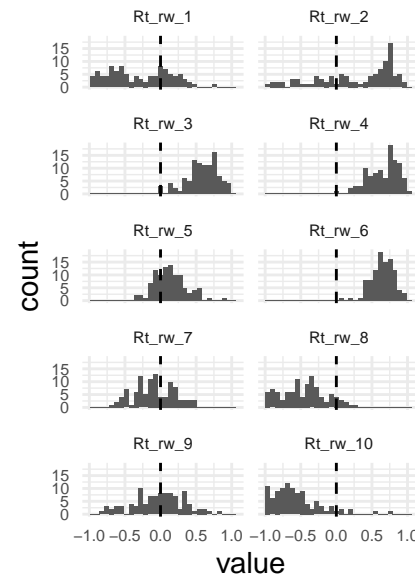 Rt_rw_1 Rt_rw_2
15
10
5
0
Rt_rw_3 Rt_rw_4
15
10
5
0
Rt_rw_5 Rt_rw_6
15
10
5
0
Rt_rw_7 Rt_rw_8
15
10
5
0
Rt_rw_9 Rt_rw_10
15
10
5
0
−1.0 −0.5 0.0 0.5 1.0 −1.0 −0.5 0.0 0.5 1.0
count
value